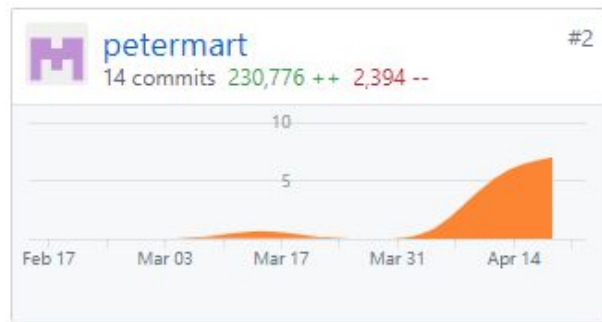 petermart #2
14 commits 230,776 ++ 2,394 --
10
5
Feb 17 Mar 03 Mar 17 Mar 31 Apr 14